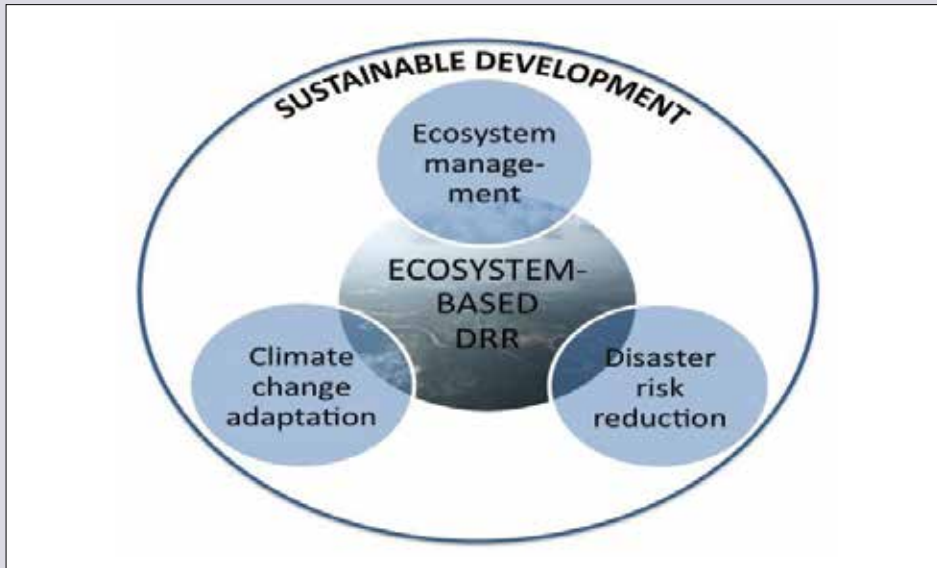 SUSTAINABLE DEVELOPMENT
Ecosystem
manage-
ment
ECOSYSTEM-
BASED
DRR
Climate
change
adaptation
Disaster
risk
reduction